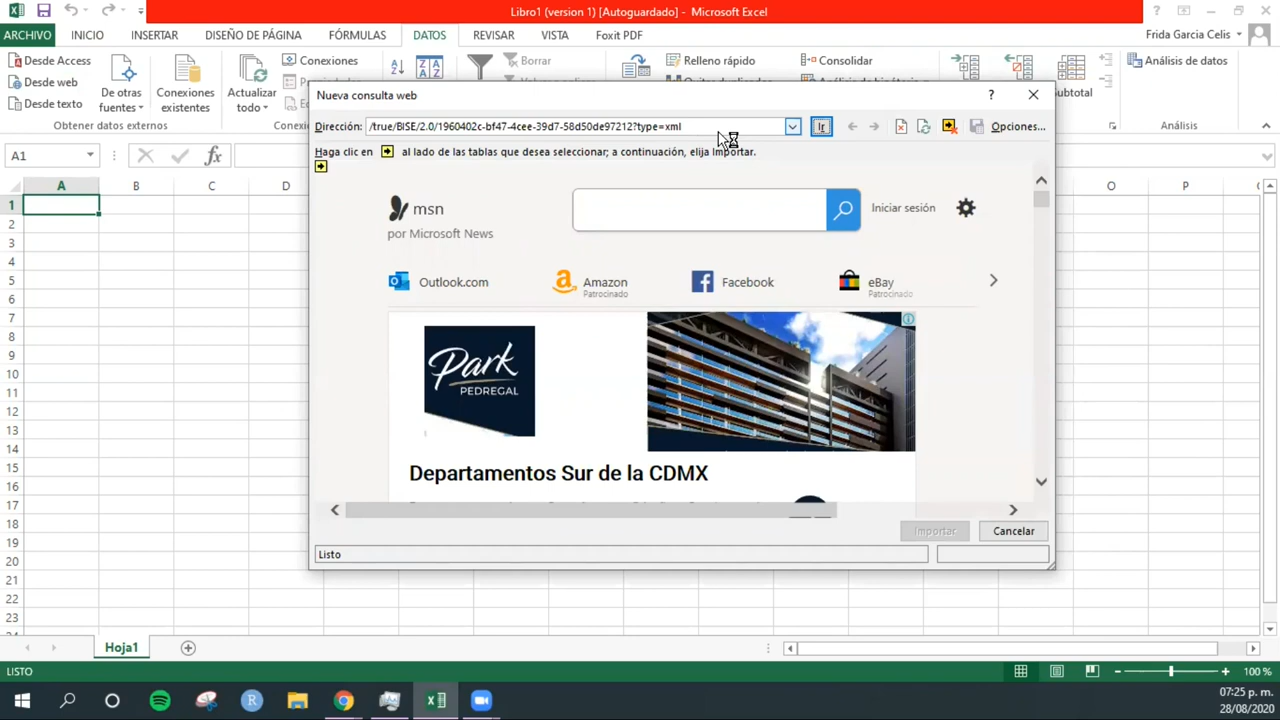 Libro1 (version 1) [Autoguardado] - Microsoft Excel
ARCHIVO INICIO INSERTAR DISEÑO DE PÁGINA FÓRMULAS DATOS REVISAR VISTA Foxit PDF Frida Garcia Celis
Desde Access
Desde web
Desde texto
De otras fuentes
Conexiones existentes
Obtener datos externos
Actualizar todo
Conexiones
Borrar
Relleno rápido
Consolidar
Subtotal
Análisis de datos
Análisis
A1
A B C D O P
1
2
3
4
5
6
7
8
9
10
11
12
13
14
15
16
17
18
19
20
21
22
23
Nueva consulta web
Dirección: /true/BISE/2.0/1960402c-bf47-4cee-39d7-58d50de97212?type=xml Ir Opciones...
Haga clic en al lado de las tablas que desea seleccionar; a continuación, elija Importar.
msn
por Microsoft News
Iniciar sesión
Outlook.com Amazon Facebook eBay
Patrocinado Patrocinado
Park
PEDREGAL
Departamentos Sur de la CDMX
Importar Cancelar
Listo
Hoja1
LISTO 100 %
07:25 p. m.
28/08/2020